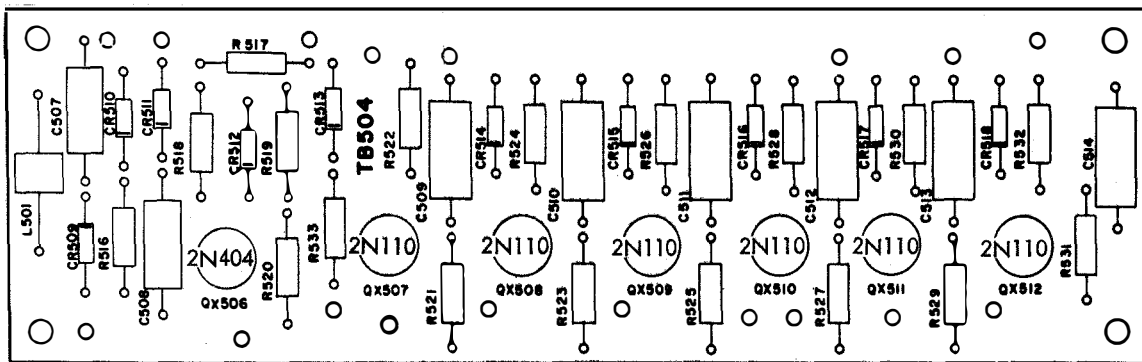 R517
C507
CR510
CR511
R518
CR512
R519
CR513
TB504
R522
C509
CR514
R524
C510
CR515
R526
C511
CR516
R528
C512
CR517
R530
C513
CR518
R532
C514
L501
CR509
R516
C508
2N404
QX506
R520
R533
2N110
QX507
R521
2N110
QX508
R523
2N110
QX509
R525
2N110
QX510
R527
2N110
QX511
R529
2N110
QX512
R531